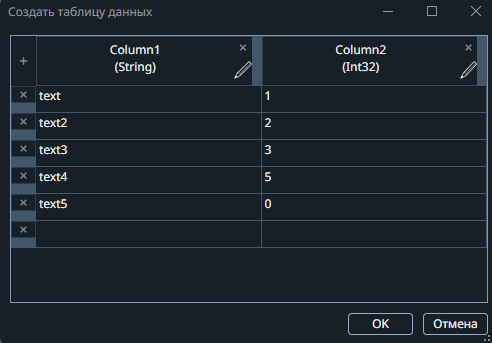 Создать таблицу данных
Column1
(String)
Column2
(Int32)
text 1
text2 2
text3 3
text4 5
text5 0
OK Отмена